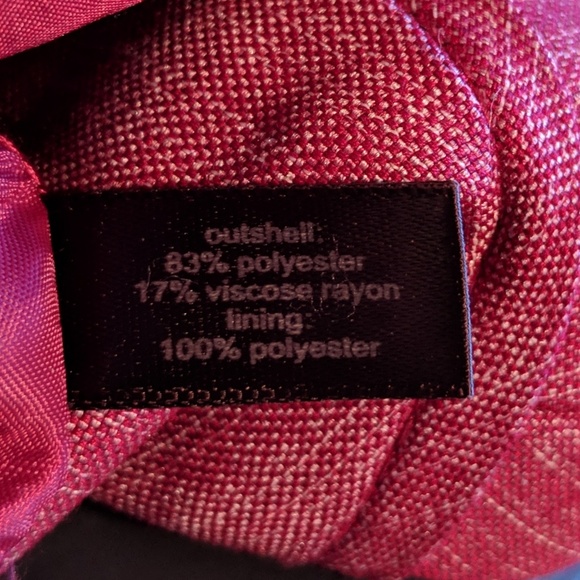 outshell:
83% polyester
17% viscose rayon
lining:
100% polyester